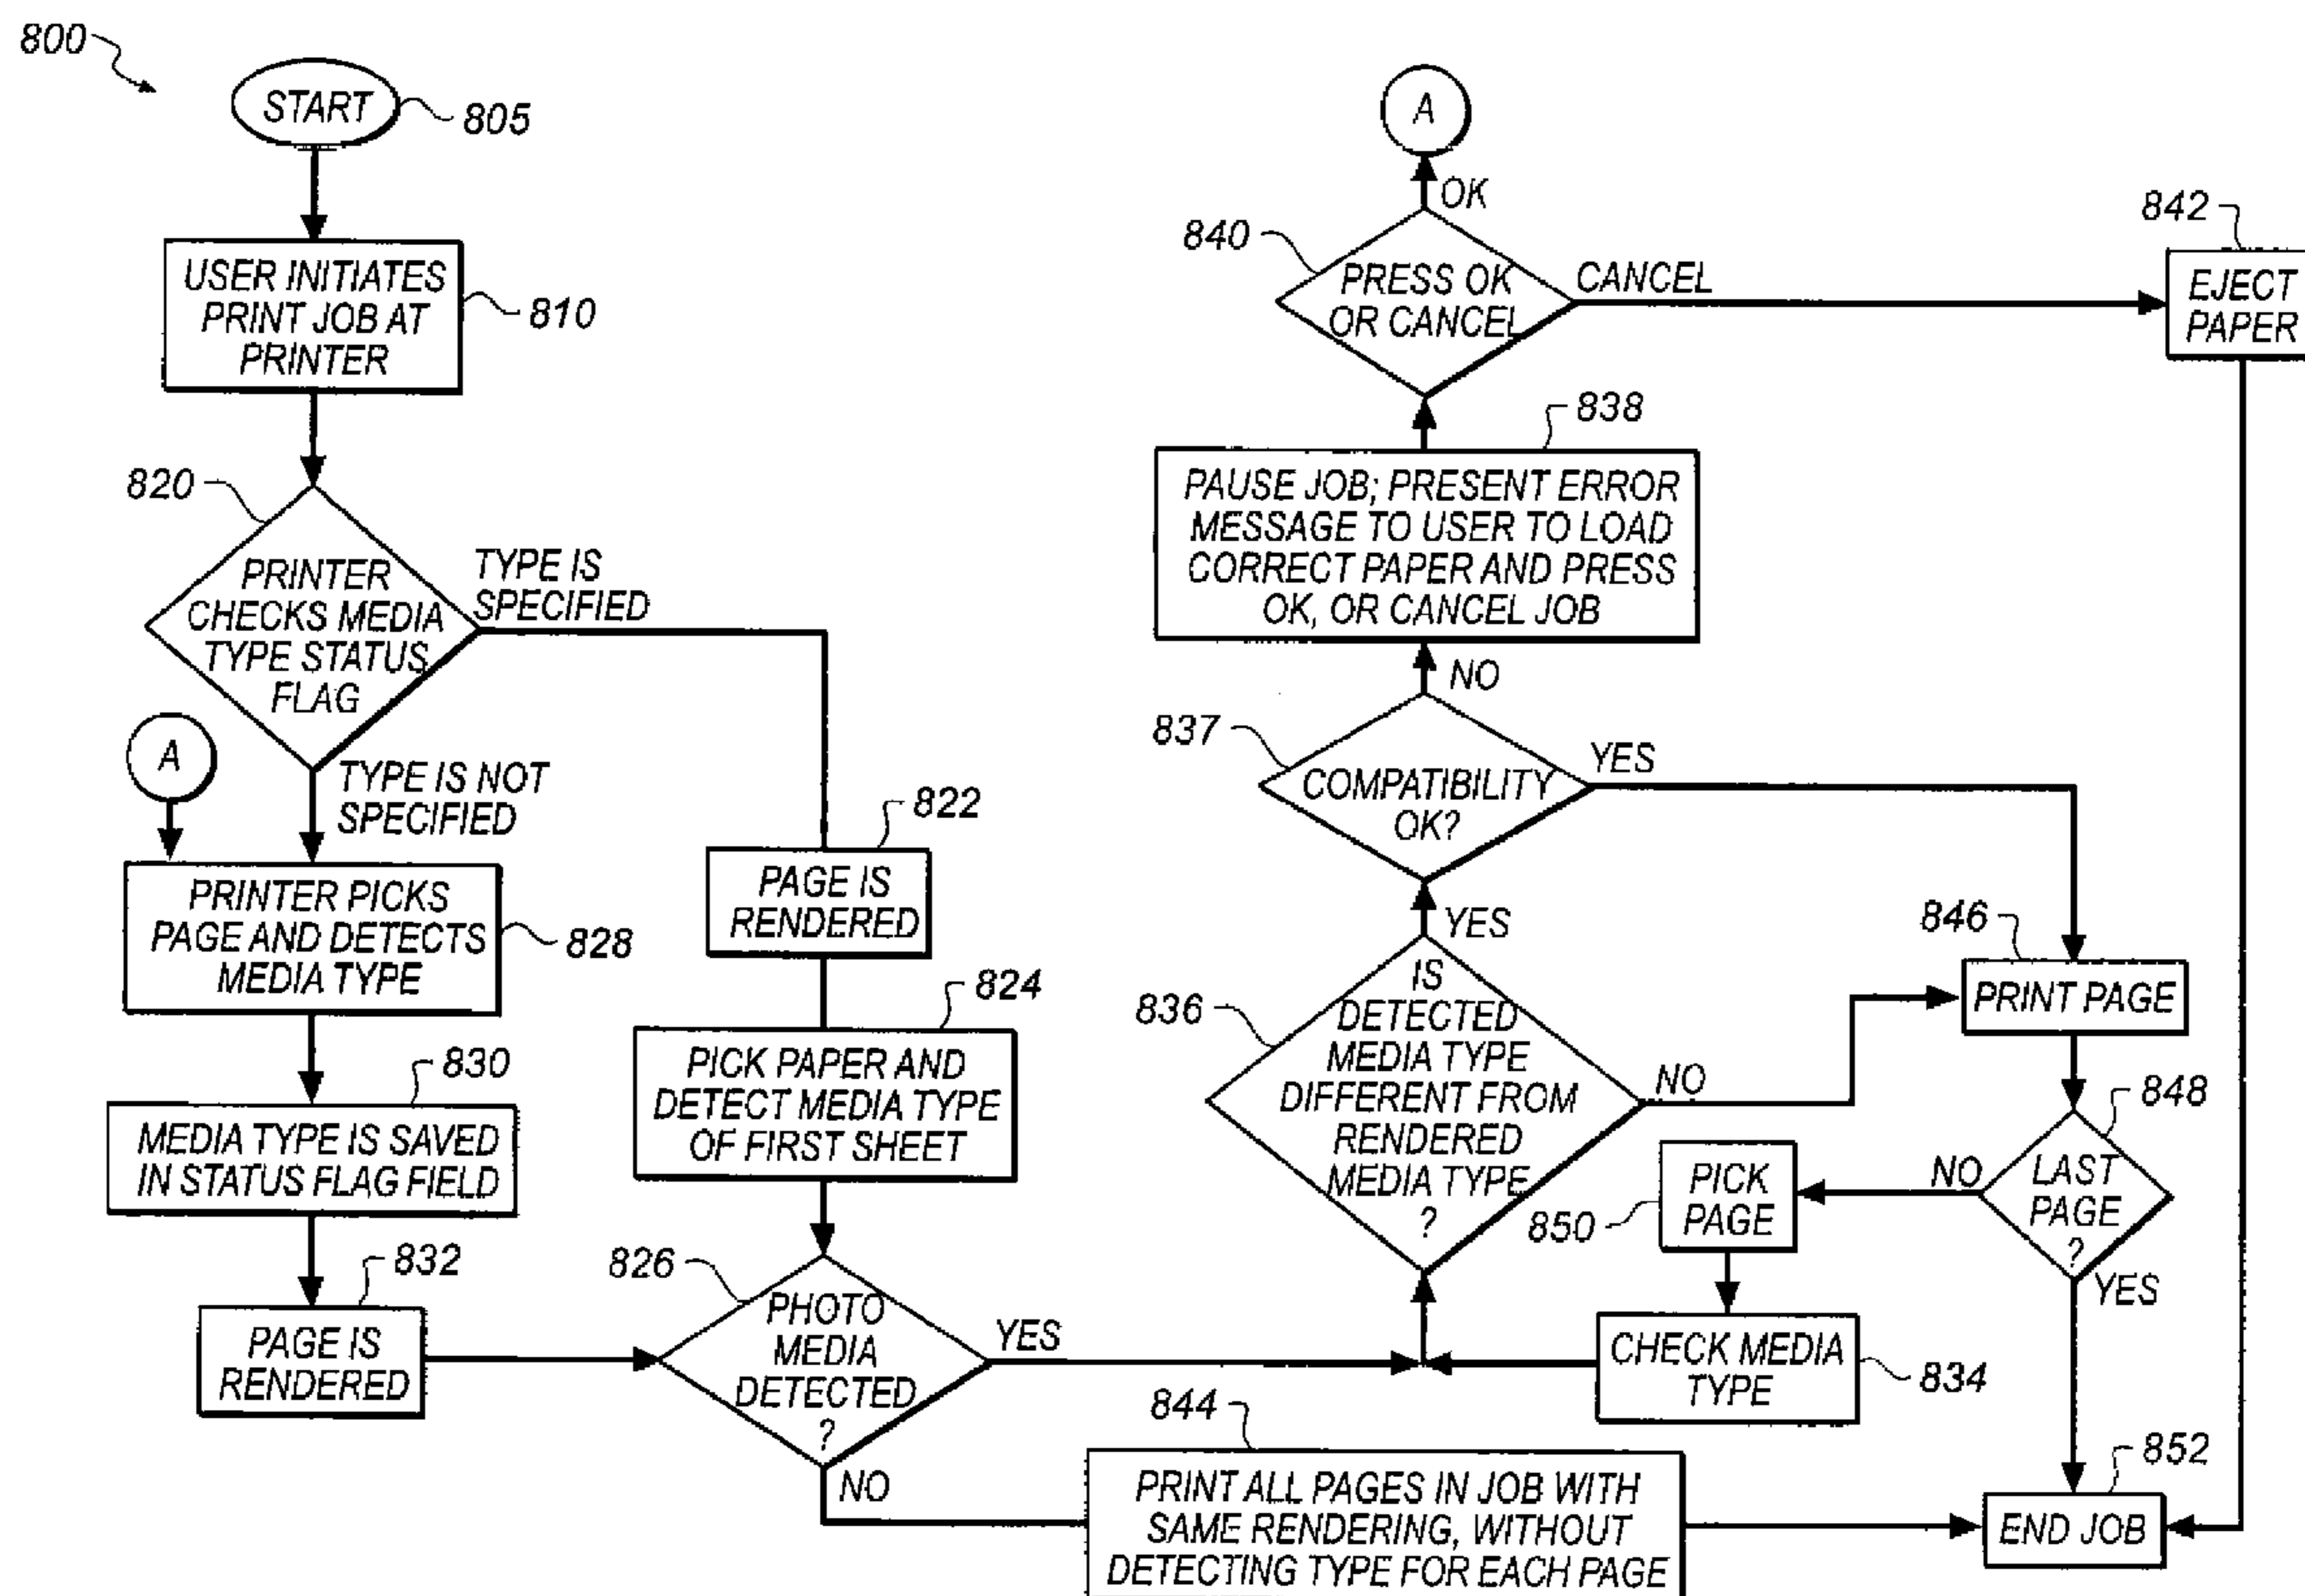 800
START
805
USER INITIATES
PRINT JOB AT
PRINTER
810
820
PRINTER
CHECKS MEDIA
TYPE STATUS
FLAG
TYPE IS
SPECIFIED
A
TYPE IS NOT
SPECIFIED
PRINTER PICKS
PAGE AND DETECTS
MEDIA TYPE
828
830
MEDIA TYPE IS SAVED
IN STATUS FLAG FIELD
832
PAGE IS
RENDERED
822
PAGE IS
RENDERED
824
PICK PAPER AND
DETECT MEDIA TYPE
OF FIRST SHEET
826
PHOTO
MEDIA
DETECTED
?
YES
NO
844
PRINT ALL PAGES IN JOB WITH
SAME RENDERING, WITHOUT
DETECTING TYPE FOR EACH PAGE
A
OK
840
PRESS OK
OR CANCEL
CANCEL
842
EJECT
PAPER
838
PAUSE JOB; PRESENT ERROR
MESSAGE TO USER TO LOAD
CORRECT PAPER AND PRESS
OK, OR CANCEL JOB
NO
837
COMPATIBILITY
OK?
YES
YES
836
IS
DETECTED
MEDIA TYPE
DIFFERENT FROM
RENDERED
MEDIA TYPE
?
NO
846
PRINT PAGE
848
LAST
PAGE
?
NO
YES
850
PICK
PAGE
CHECK MEDIA
TYPE
834
852
END JOB